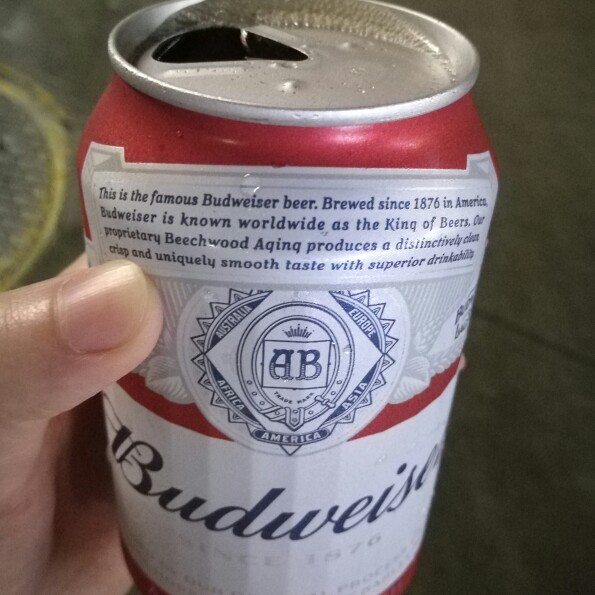 This is the famous Budweiser beer. Brewed since 1876 in America,
Budweiser is known worldwide as the King of Beers. Our
proprietary Beechwood Aging produces a distinctively clean,
crisp and uniquely smooth taste with superior drinkability.
AUSTRALIA
EUROPE
AB
TRADE MARK
AFRICA
ASIA
AMERICA
Budweiser
SINCE 1876
OUR